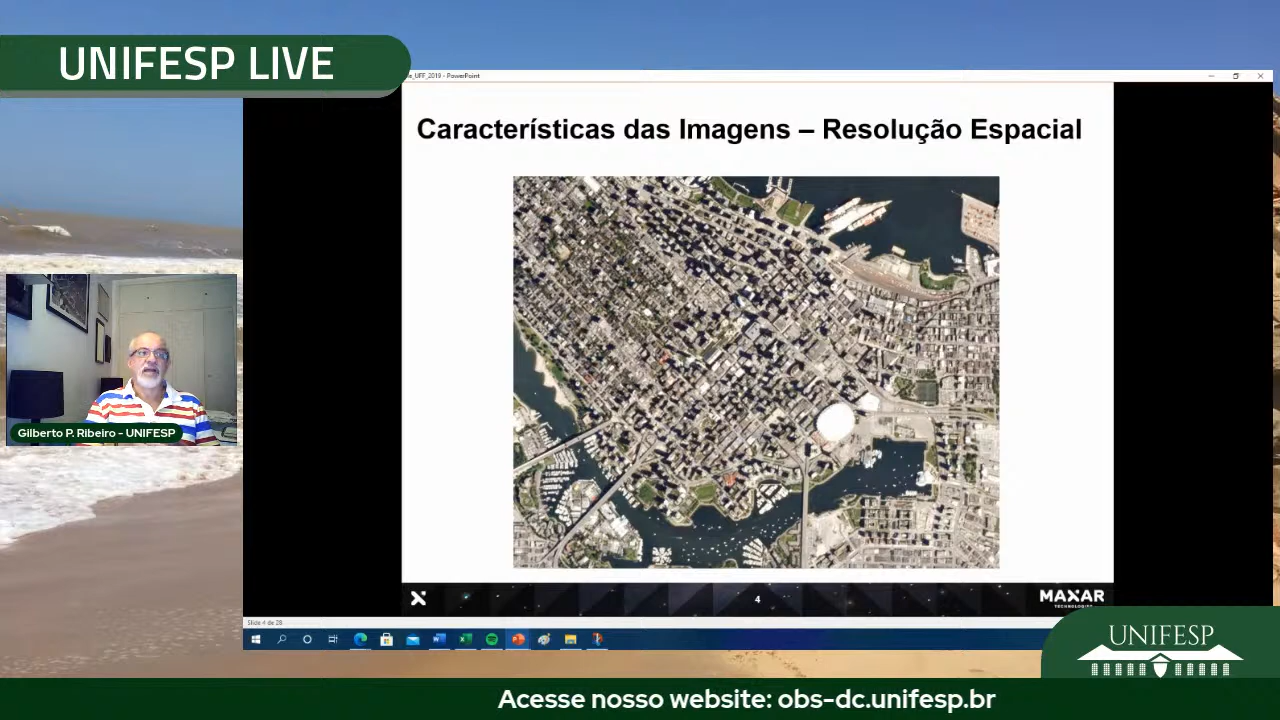 UNIFESP LIVE
_UFF_2019 - PowerPoint
Características das Imagens – Resolução Espacial
Gilberto P. Ribeiro - UNIFESP
4
MAXAR
TECHNOLOGIES
Slide 4 de 28
UNIFESP
Acesse nosso website: obs-dc.unifesp.br